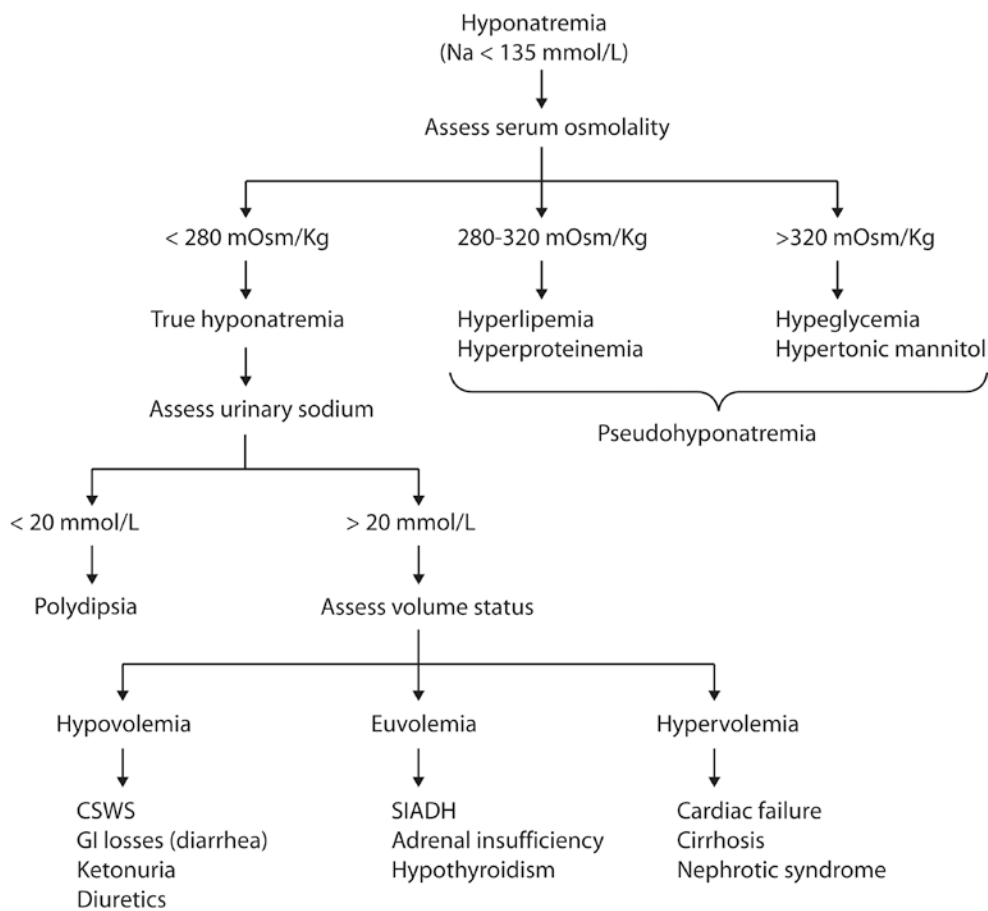 Hyponatremia
(Na < 135 mmol/L)
Assess serum osmolality
< 280 mOsm/Kg
280-320 mOsm/Kg
>320 mOsm/Kg
True hyponatremia
Hyperlipemia
Hyperproteinemia
Hypeglycemia
Hypertonic mannitol
Assess urinary sodium
Pseudohyponatremia
< 20 mmol/L
> 20 mmol/L
Polydipsia
Assess volume status
Hypovolemia
Euvolemia
Hypervolemia
CSWS
GI losses (diarrhea)
Ketonuria
Diuretics
SIADH
Adrenal insufficiency
Hypothyroidism
Cardiac failure
Cirrhosis
Nephrotic syndrome